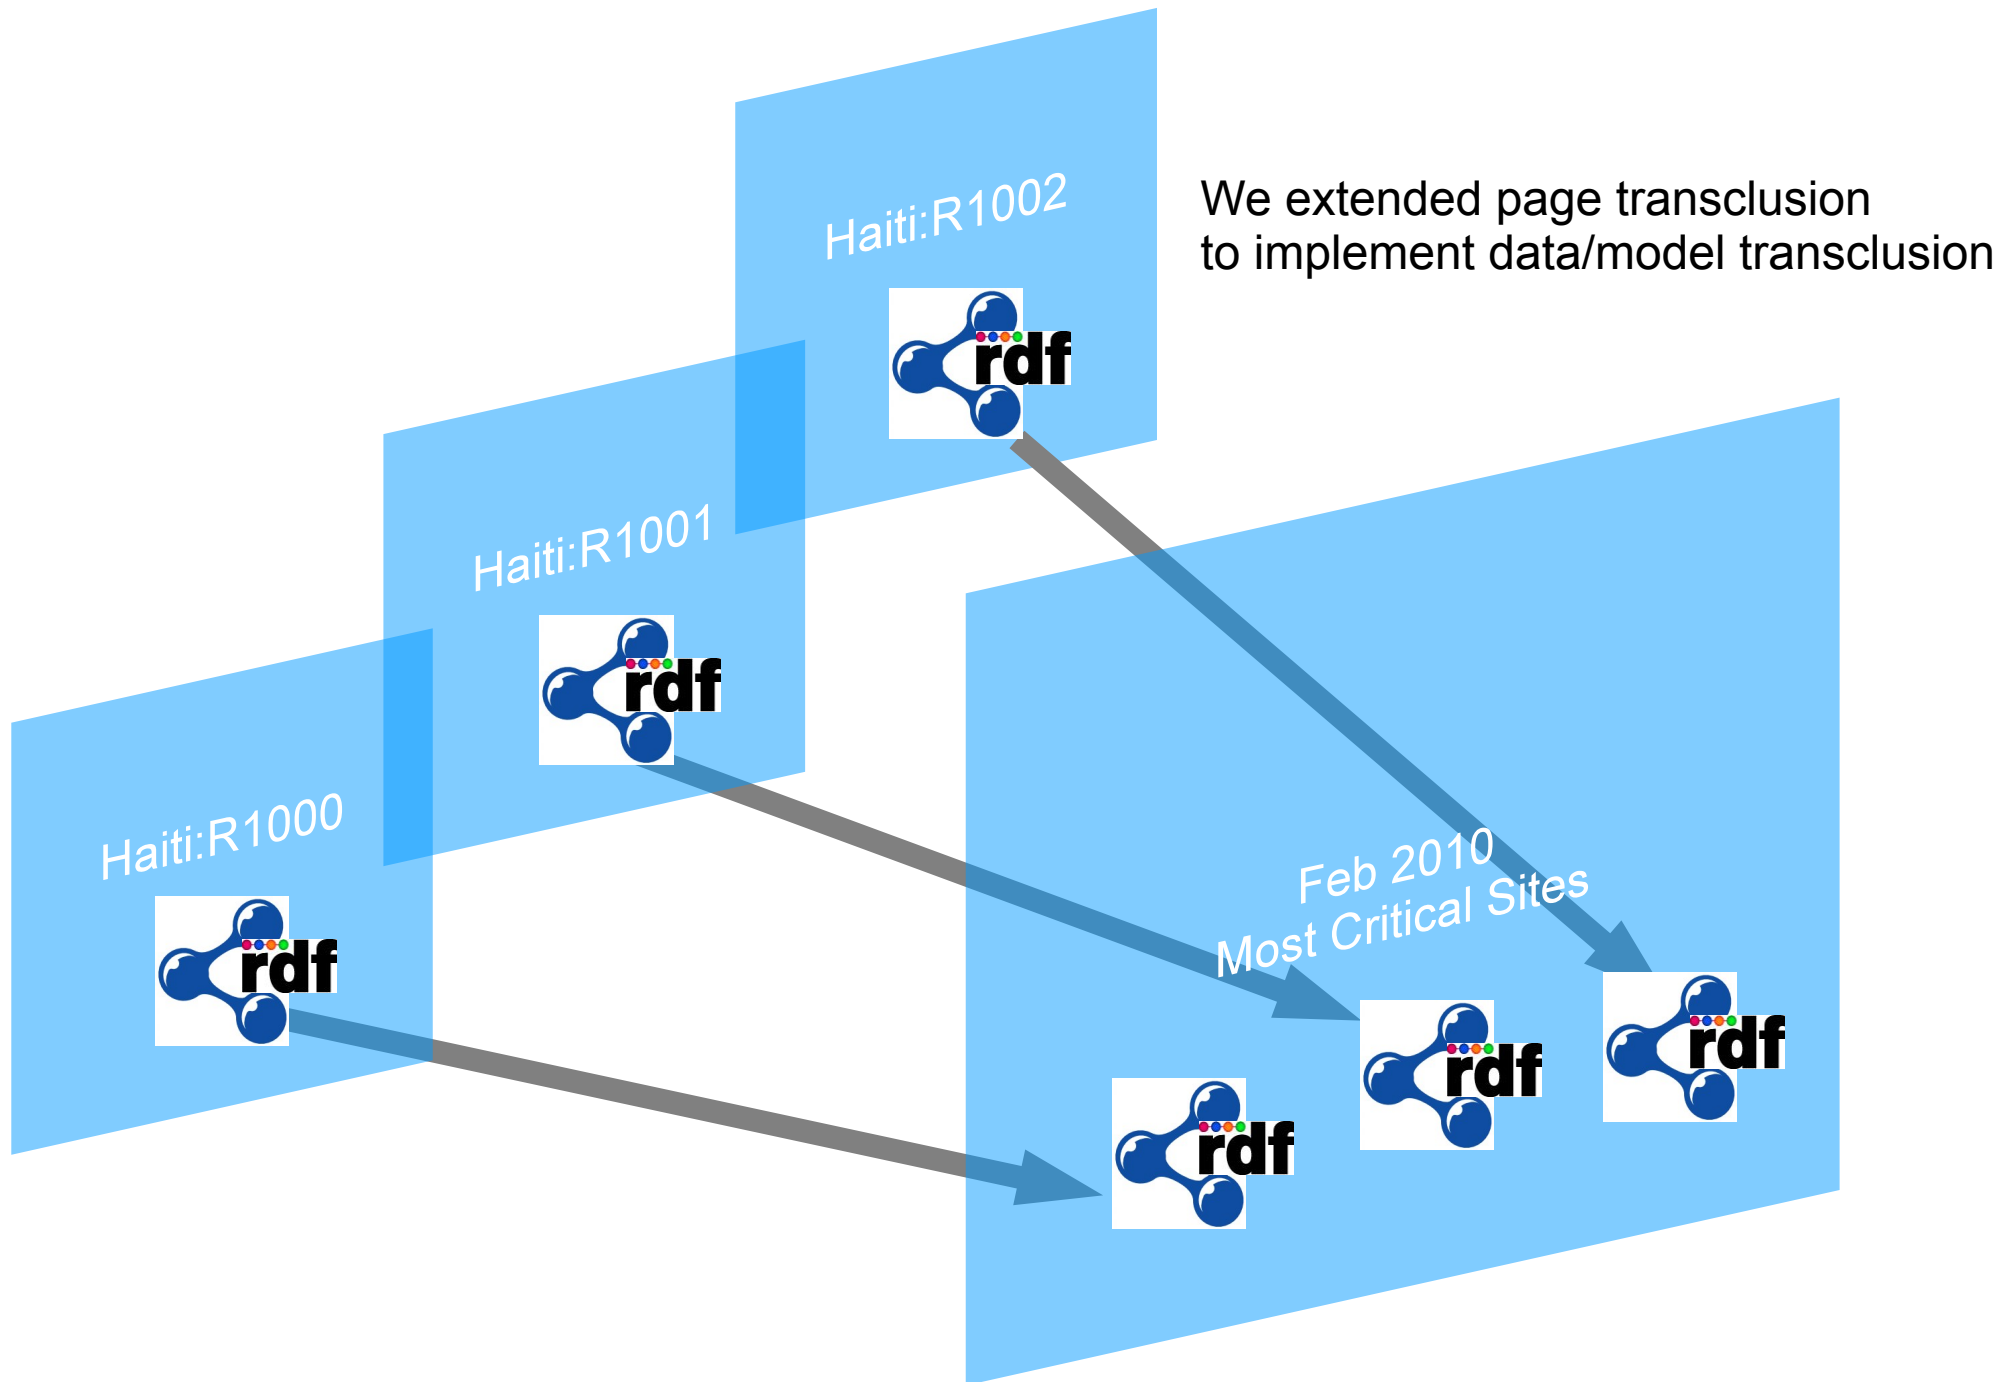 Haiti:R1002
We extended page transclusion
to implement data/model transclusion
rdf
Haiti:R1001
rdf
Haiti:R1000
rdf
Feb 2010
Most Critical Sites
rdf
rdf
rdf